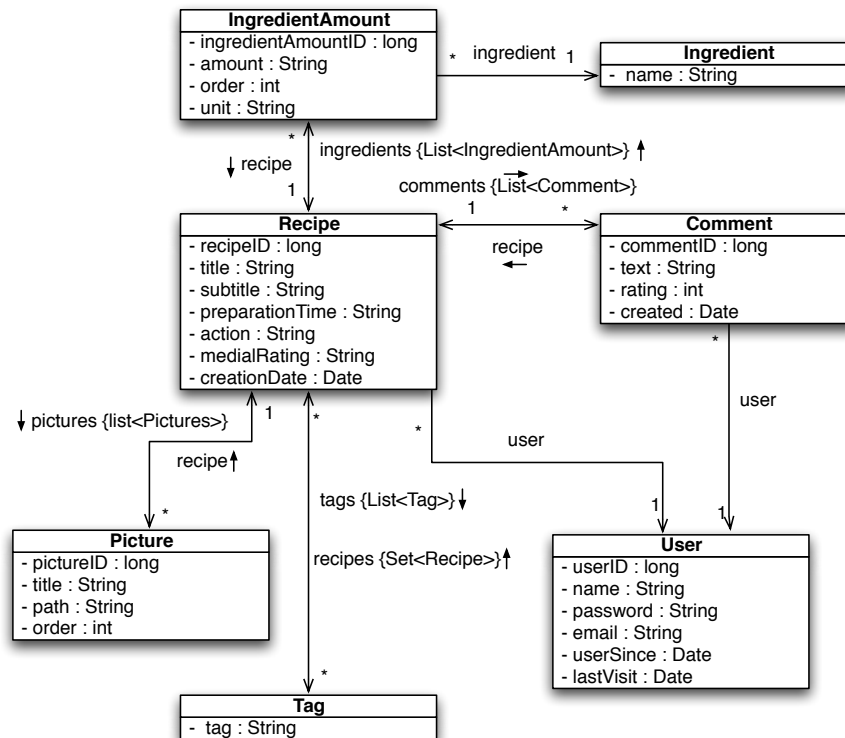 IngredientAmount
- ingredientAmountID : long
- amount : String
- order : int
- unit : String
* ingredient 1
Ingredient
- name : String
*
ingredients {List<IngredientAmount>}
recipe
1
comments {List<Comment>}
1 *
recipe
Recipe
- recipeID : long
- title : String
- subtitle : String
- preparationTime : String
- action : String
- medialRating : String
- creationDate : Date
Comment
- commentID : long
- text : String
- rating : int
- created : Date
*
user
1
pictures {list<Pictures>}
1
recipe
*
*
user
1
*
tags {List<Tag>}
recipes {Set<Recipe>}
*
Picture
- pictureID : long
- title : String
- path : String
- order : int
User
- userID : long
- name : String
- password : String
- email : String
- userSince : Date
- lastVisit : Date
Tag
- tag : String